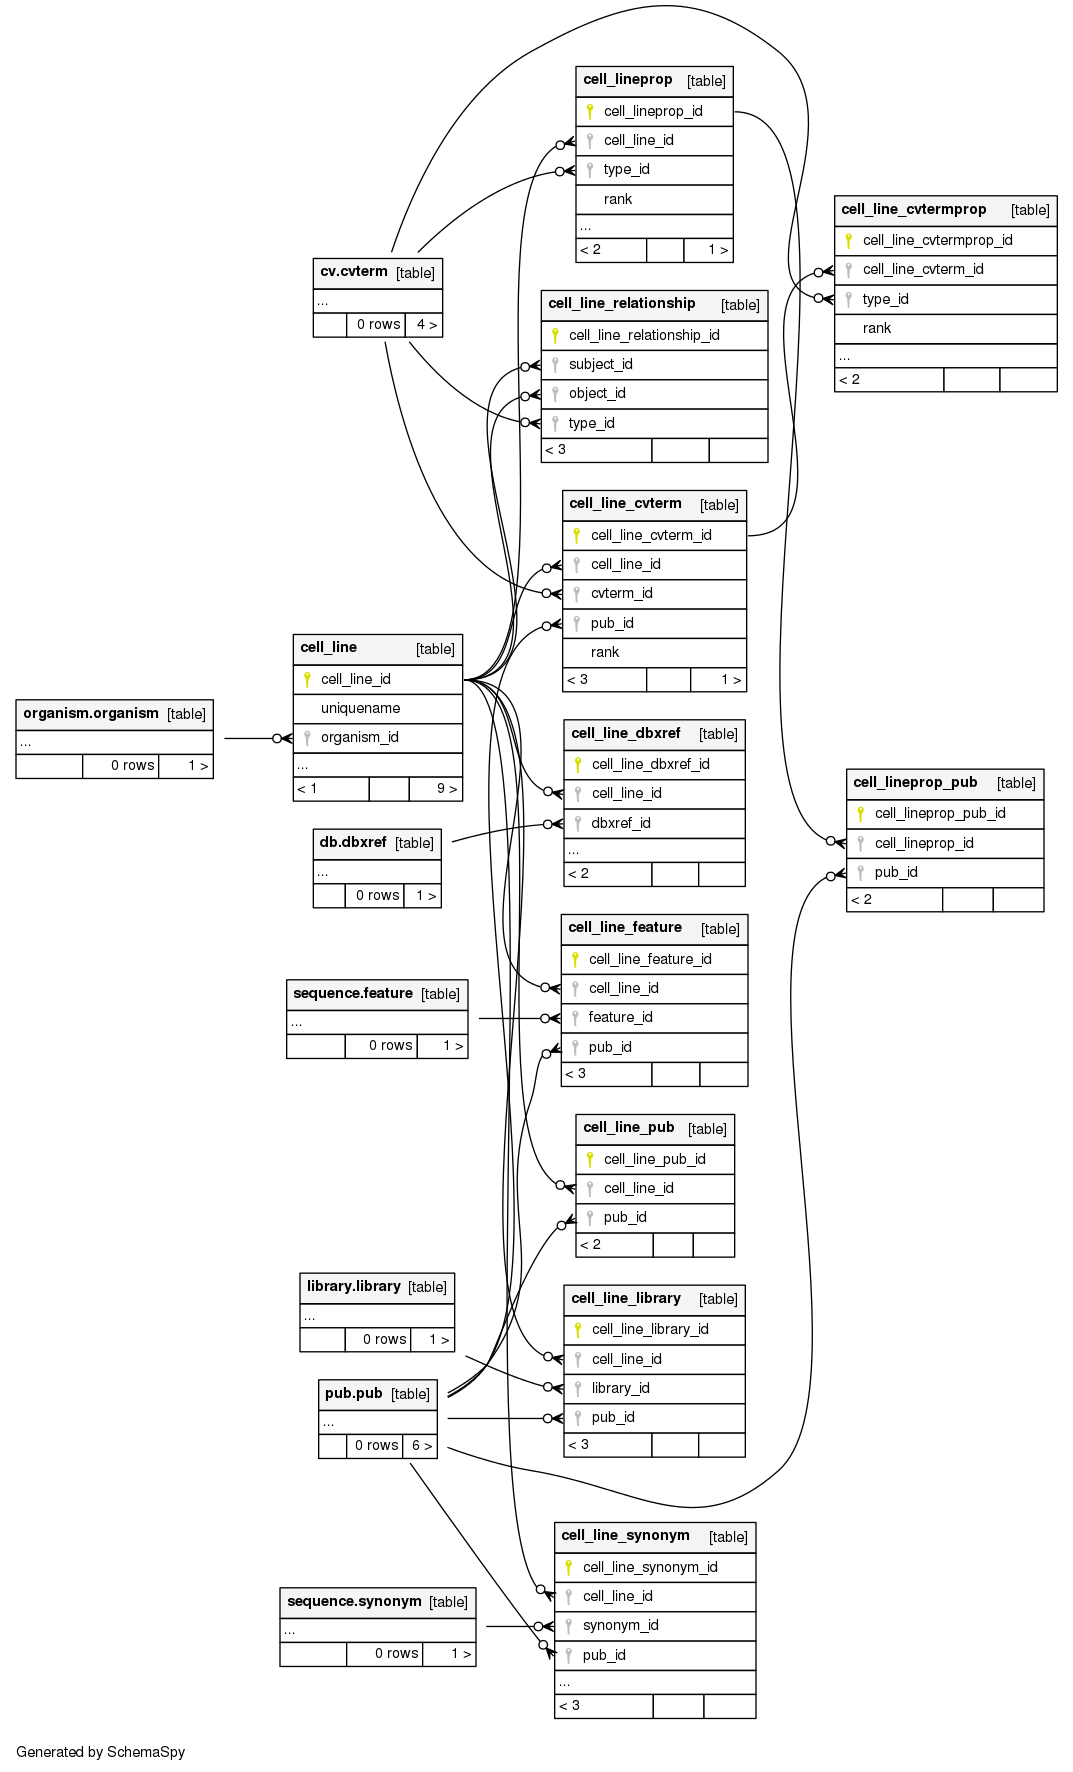 cell_lineprop [table]
cell_lineprop_id
cell_line_id
type_id
rank
...
< 2 1 >
cell_line_cvtermprop [table]
cell_line_cvtermprop_id
cell_line_cvterm_id
type_id
rank
...
< 2
cv.cvterm [table]
...
0 rows 4 >
cell_line_relationship [table]
cell_line_relationship_id
subject_id
object_id
type_id
< 3
cell_line_cvterm [table]
cell_line_cvterm_id
cell_line_id
cvterm_id
pub_id
rank
< 3 1 >
cell_line [table]
cell_line_id
uniquename
organism_id
...
< 1 9 >
organism.organism [table]
...
0 rows 1 >
cell_line_dbxref [table]
cell_line_dbxref_id
cell_line_id
dbxref_id
...
< 2
cell_lineprop_pub [table]
cell_lineprop_pub_id
cell_lineprop_id
pub_id
< 2
db.dbxref [table]
...
0 rows 1 >
cell_line_feature [table]
cell_line_feature_id
cell_line_id
feature_id
pub_id
< 3
sequence.feature [table]
...
0 rows 1 >
cell_line_pub [table]
cell_line_pub_id
cell_line_id
pub_id
< 2
library.library [table]
...
0 rows 1 >
cell_line_library [table]
cell_line_library_id
cell_line_id
library_id
pub_id
< 3
pub.pub [table]
...
0 rows 6 >
cell_line_synonym [table]
cell_line_synonym_id
cell_line_id
synonym_id
pub_id
...
< 3
sequence.synonym [table]
...
0 rows 1 >
Generated by SchemaSpy